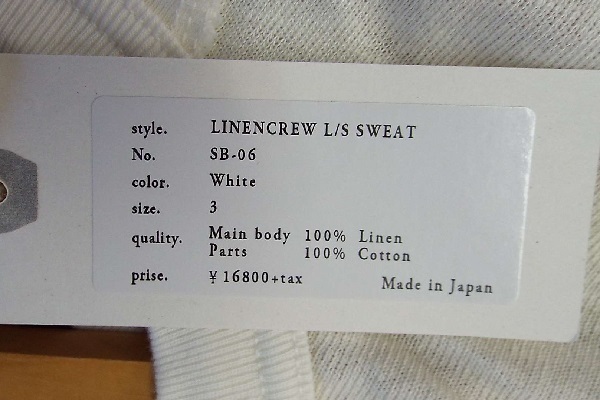 style. LINENCREW L/S SWEAT
No. SB-06
color. White
size. 3
quality. Main body 100% Linen
Parts 100% Cotton
prise. ¥16800+tax
Made in Japan